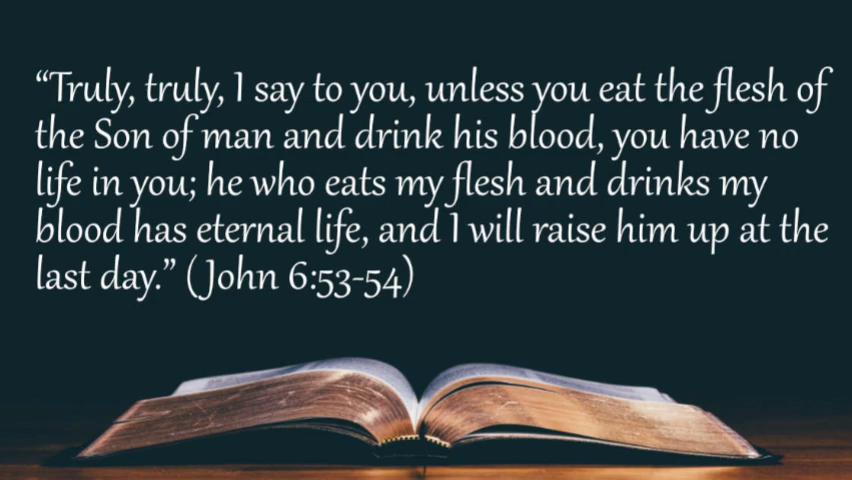 “Truly, truly, I say to you, unless you eat the flesh of
the Son of man and drink his blood, you have no
life in you; he who eats my flesh and drinks my
blood has eternal life, and I will raise him up at the
last day.” (John 6:53-54)